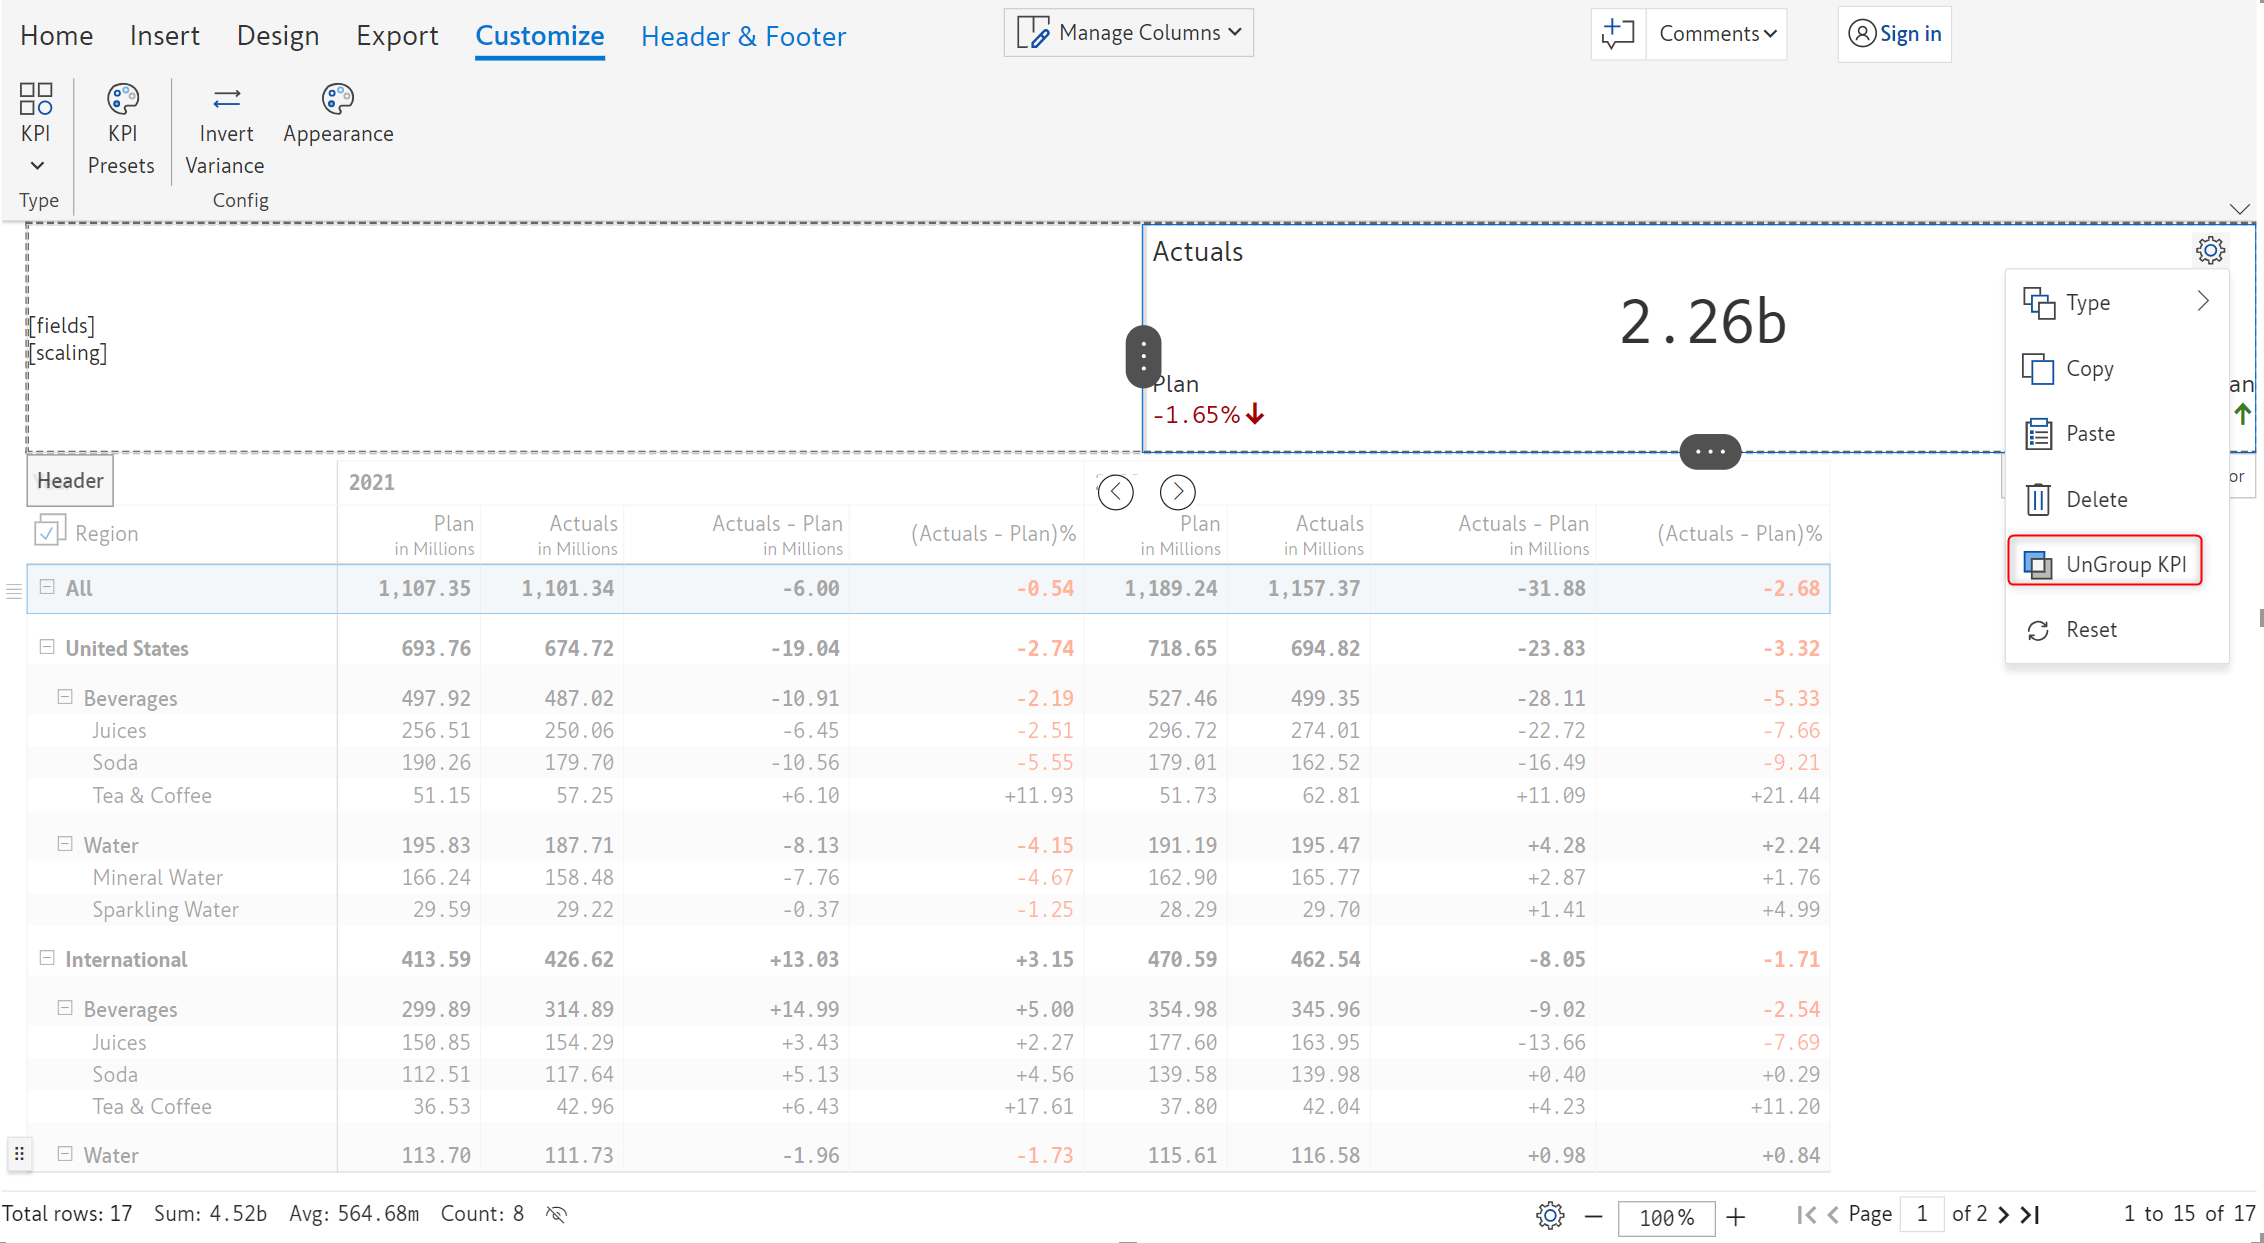 Home Insert Design Export Customize Header & Footer Manage Columns Comments Sign in
KPI KPI Presets Invert Variance Appearance
Type Config
Actuals
2.26b
[fields]
[scaling]
Plan
-1.65%
an
Type
Copy
Paste
Delete
UnGroup KPI
Reset
or
Header 2021
Region Plan in Millions Actuals in Millions Actuals - Plan in Millions (Actuals - Plan)% Plan in Millions Actuals in Millions Actuals - Plan in Millions (Actuals - Plan)%
All 1,107.35 1,101.34 -6.00 -0.54 1,189.24 1,157.37 -31.88 -2.68
United States 693.76 674.72 -19.04 -2.74 718.65 694.82 -23.83 -3.32
Beverages 497.92 487.02 -10.91 -2.19 527.46 499.35 -28.11 -5.33
Juices 256.51 250.06 -6.45 -2.51 296.72 274.01 -22.72 -7.66
Soda 190.26 179.70 -10.56 -5.55 179.01 162.52 -16.49 -9.21
Tea & Coffee 51.15 57.25 +6.10 +11.93 51.73 62.81 +11.09 +21.44
Water 195.83 187.71 -8.13 -4.15 191.19 195.47 +4.28 +2.24
Mineral Water 166.24 158.48 -7.76 -4.67 162.90 165.77 +2.87 +1.76
Sparkling Water 29.59 29.22 -0.37 -1.25 28.29 29.70 +1.41 +4.99
International 413.59 426.62 +13.03 +3.15 470.59 462.54 -8.05 -1.71
Beverages 299.89 314.89 +14.99 +5.00 354.98 345.96 -9.02 -2.54
Juices 150.85 154.29 +3.43 +2.27 177.60 163.95 -13.66 -7.69
Soda 112.51 117.64 +5.13 +4.56 139.58 139.98 +0.40 +0.29
Tea & Coffee 36.53 42.96 +6.43 +17.61 37.80 42.04 +4.23 +11.20
Water 113.70 111.73 -1.96 -1.73 115.61 116.58 +0.98 +0.84
Total rows: 17 Sum: 4.52b Avg: 564.68m Count: 8 100% Page 1 of 2 1 to 15 of 17